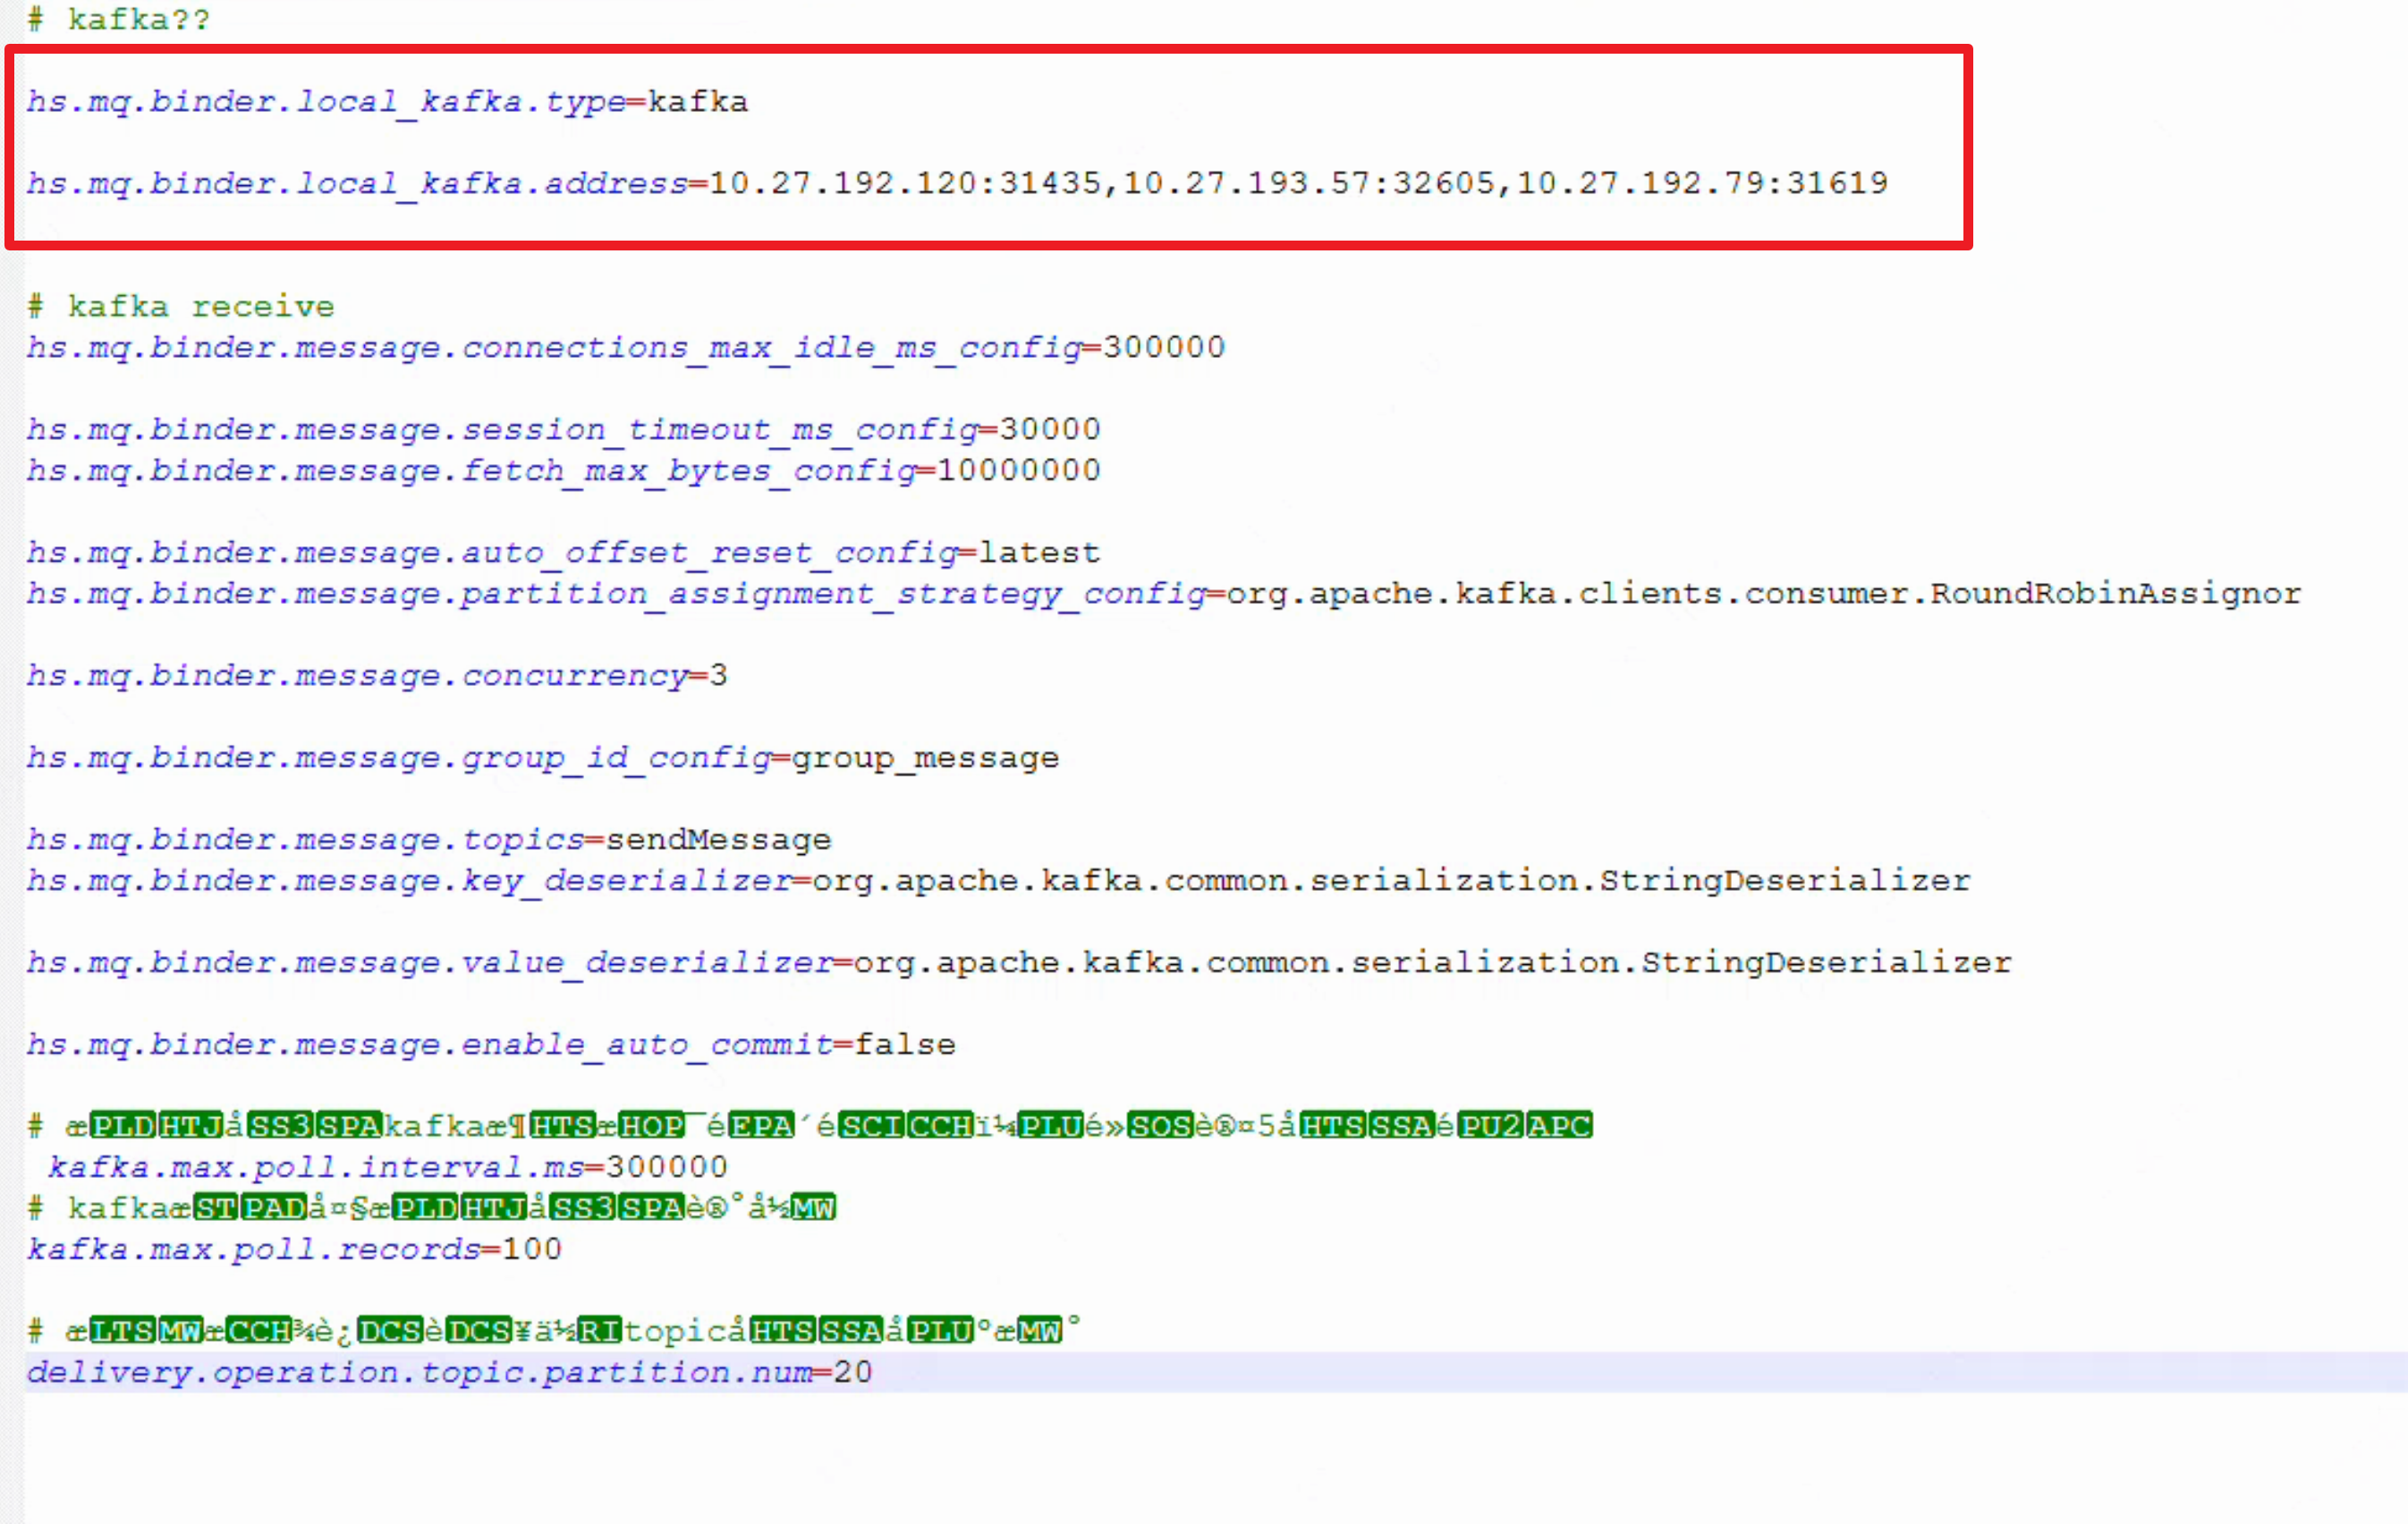 # kafka??
hs.mq.binder.local_kafka.type=kafka
hs.mq.binder.local_kafka.address=10.27.192.120:31435,10.27.193.57:32605,10.27.192.79:31619
# kafka receive
hs.mq.binder.message.connections_max_idle_ms_config=300000
hs.mq.binder.message.session_timeout_ms_config=30000
hs.mq.binder.message.fetch_max_bytes_config=10000000
hs.mq.binder.message.auto_offset_reset_config=latest
hs.mq.binder.message.partition_assignment_strategy_config=org.apache.kafka.clients.consumer.RoundRobinAssignor
hs.mq.binder.message.concurrency=3
hs.mq.binder.message.group_id_config=group_message
hs.mq.binder.message.topics=sendMessage
hs.mq.binder.message.key_deserializer=org.apache.kafka.common.serialization.StringDeserializer
hs.mq.binder.message.value_deserializer=org.apache.kafka.common.serialization.StringDeserializer
hs.mq.binder.message.enable_auto_commit=false
# æPLDHTJåSS3SPAkafkaæ¶HTSæHOP¯éEPA´éSCICCHï¼PLUé»SOSè®¤5åHTSSSAéPU2APC
kafka.max.poll.interval.ms=300000
# kafkaæSTPADå¤§æPLDHTJåSS3SPAè®°å½MW
kafka.max.poll.records=100
# æLTSMWæCCH¾è¿DCSèDCS¥ä½RItopicåHTSSSAåPLUºæMW°
delivery.operation.topic.partition.num=20